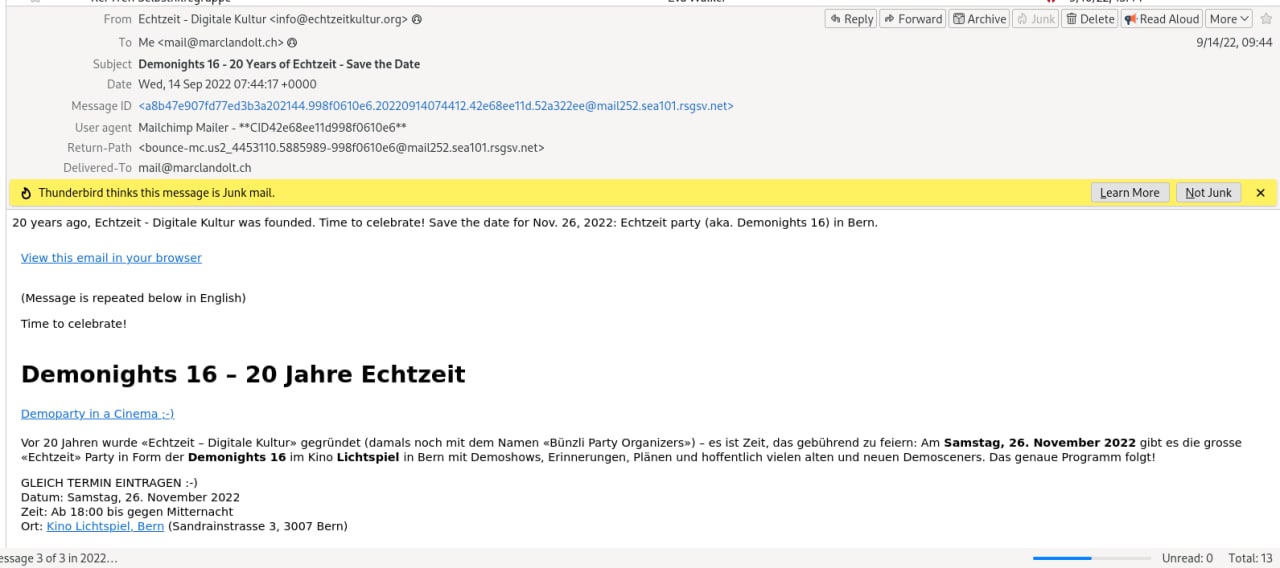 Eva Walker
From Echtzeit - Digitale Kultur <info@echtzeitkultur.org>
Reply Forward Archive Junk Delete Read Aloud More
To Me <mail@marclandolt.ch>
9/14/22, 09:44
Subject Demonights 16 - 20 Years of Echtzeit - Save the Date
Date Wed, 14 Sep 2022 07:44:17 +0000
Message ID <a8b47e907fd77ed3b3a202144.998f0610e6.20220914074412.42e68ee11d.52a322ee@mail252.sea101.rsgsv.net>
User agent Mailchimp Mailer - **CID42e68ee11d998f0610e6**
Return-Path <bounce-mc.us2_4453110.5885989-998f0610e6@mail252.sea101.rsgsv.net>
Delivered-To mail@marclandolt.ch
Thunderbird thinks this message is Junk mail. Learn More Not Junk
20 years ago, Echtzeit - Digitale Kultur was founded. Time to celebrate! Save the date for Nov. 26, 2022: Echtzeit party (aka. Demonights 16) in Bern.
View this email in your browser
(Message is repeated below in English)
Time to celebrate!
Demonights 16 – 20 Jahre Echtzeit
Demoparty in a Cinema ;-)
Vor 20 Jahren wurde «Echtzeit – Digitale Kultur» gegründet (damals noch mit dem Namen «Bünzli Party Organizers») – es ist Zeit, das gebührend zu feiern: Am Samstag, 26. November 2022 gibt es die grosse
«Echtzeit» Party in Form der Demonights 16 im Kino Lichtspiel in Bern mit Demoshows, Erinnerungen, Plänen und hoffentlich vielen alten und neuen Demosceners. Das genaue Programm folgt!
GLEICH TERMIN EINTRAGEN :-)
Datum: Samstag, 26. November 2022
Zeit: Ab 18:00 bis gegen Mitternacht
Ort: Kino Lichtspiel, Bern (Sandrainstrasse 3, 3007 Bern)
essage 3 of 3 in 2022…
Unread: 0 Total: 13